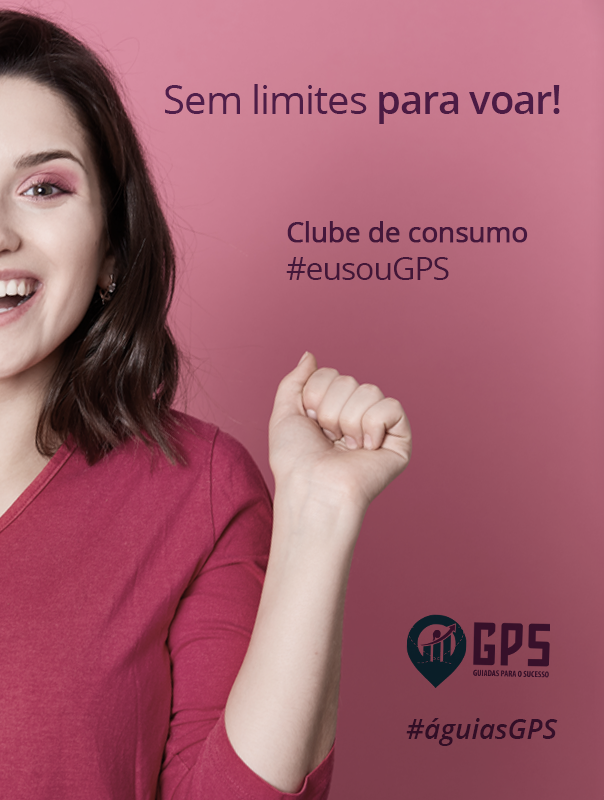 Sem limites para voar!
Clube de consumo
#eusouGPS
GPS
GUIADAS PARA O SUCESSO
#águiasGPS